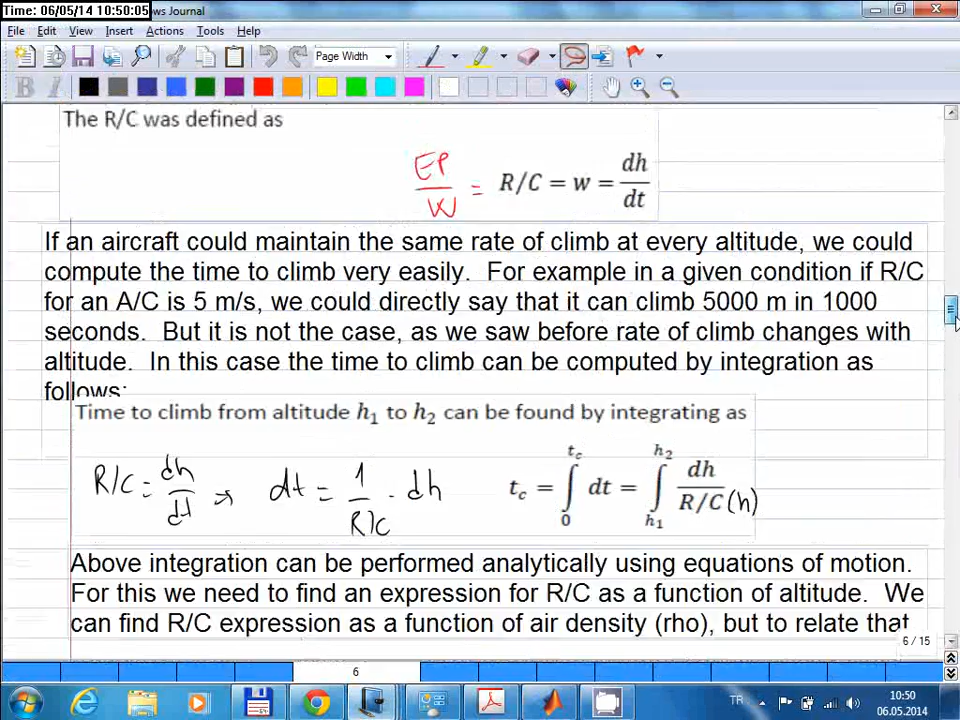 Time: 06/05/14 10:50:05
ws Journal
File Edit View Insert Actions Tools Help
Page Width
B I
The R/C was defined as
EP/W = R/C = w = dh/dt
If an aircraft could maintain the same rate of climb at every altitude, we could
compute the time to climb very easily. For example in a given condition if R/C
for an A/C is 5 m/s, we could directly say that it can climb 5000 m in 1000
seconds. But it is not the case, as we saw before rate of climb changes with
altitude. In this case the time to climb can be computed by integration as
follows:
Time to climb from altitude h₁ to h₂ can be found by integrating as
R/C = dh/dt → dt = 1/R/C · dh t_c = ∫₀^{t_c} dt = ∫_{h₁}^{h₂} dh/R/C (h)
Above integration can be performed analytically using equations of motion.
For this we need to find an expression for R/C as a function of altitude. We
can find R/C expression as a function of air density (rho), but to relate that
6 / 15
6
TR
10:50
06.05.2014